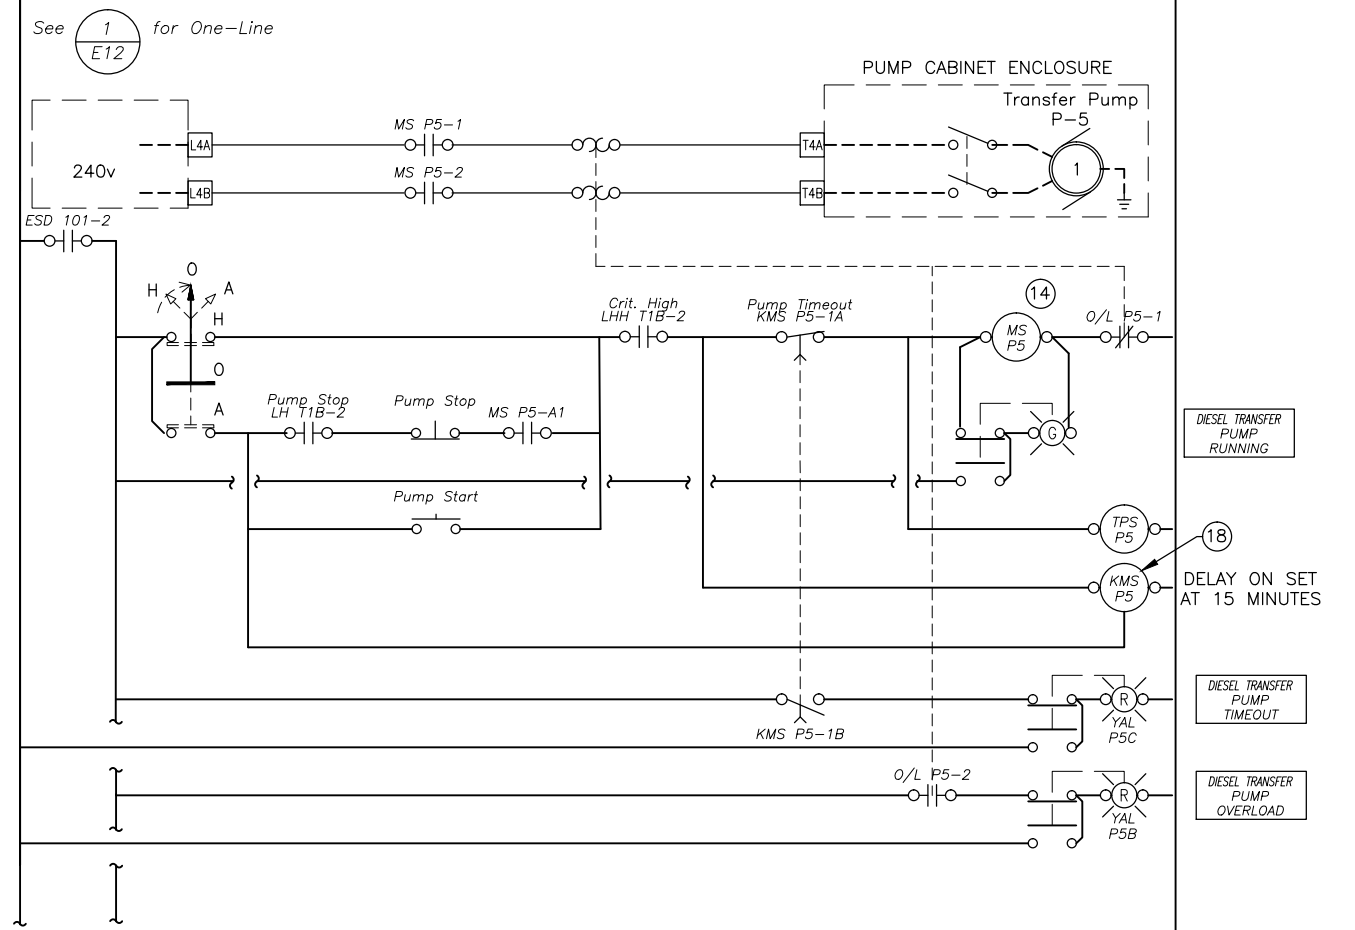 See 1 for One-Line
E12
PUMP CABINET ENCLOSURE
Transfer Pump
P-5
MS P5-1
L4A
T4A
240v
1
MS P5-2
L4B
T4B
ESD 101-2
O
H
A
H
Crit. High
LHH T1B-2
Pump Timeout
KMS P5-1A
14
MS
P5
O/L P5-1
O
A
Pump Stop
LH T1B-2
Pump Stop
MS P5-A1
G
DIESEL TRANSFER
PUMP
RUNNING
Pump Start
TPS
P5
18
KMS
P5
DELAY ON SET
AT 15 MINUTES
KMS P5-1B
R
YAL
P5C
DIESEL TRANSFER
PUMP
TIMEOUT
O/L P5-2
R
YAL
P5B
DIESEL TRANSFER
PUMP
OVERLOAD